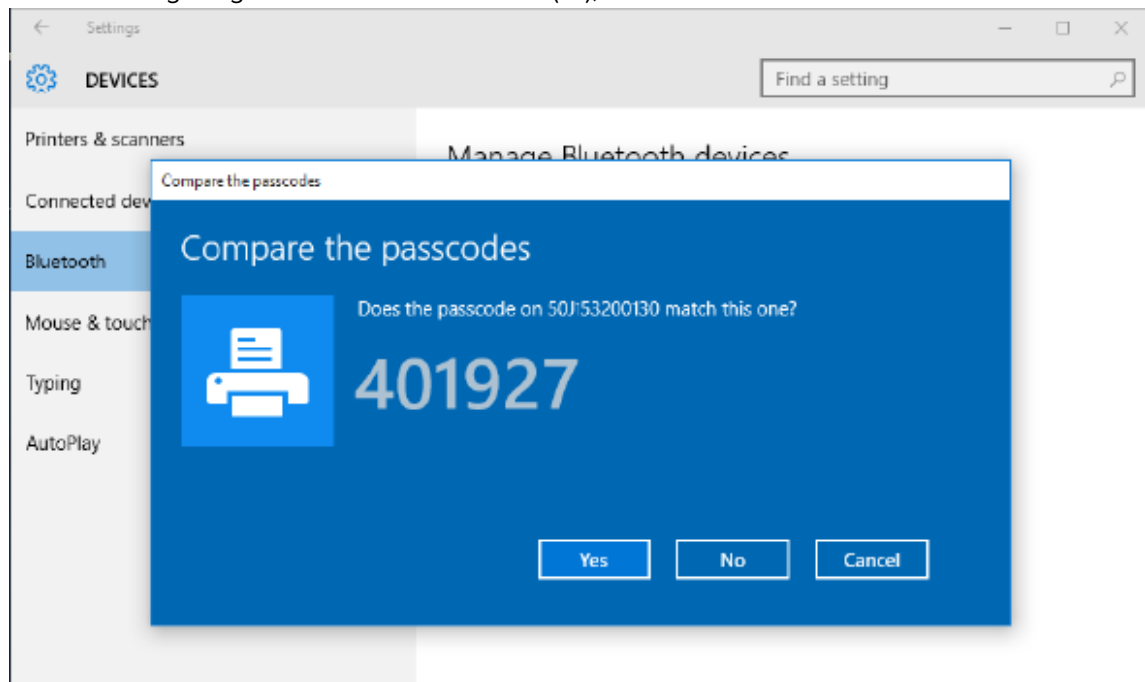 Settings
DEVICES
Find a setting
Printers & scanners
Manage Bluetooth devices
Compare the passcodes
Connected dev
Compare the passcodes
Bluetooth
Does the passcode on 50J153200130 match this one?
Mouse & touch
401927
Typing
AutoPlay
Yes
No
Cancel